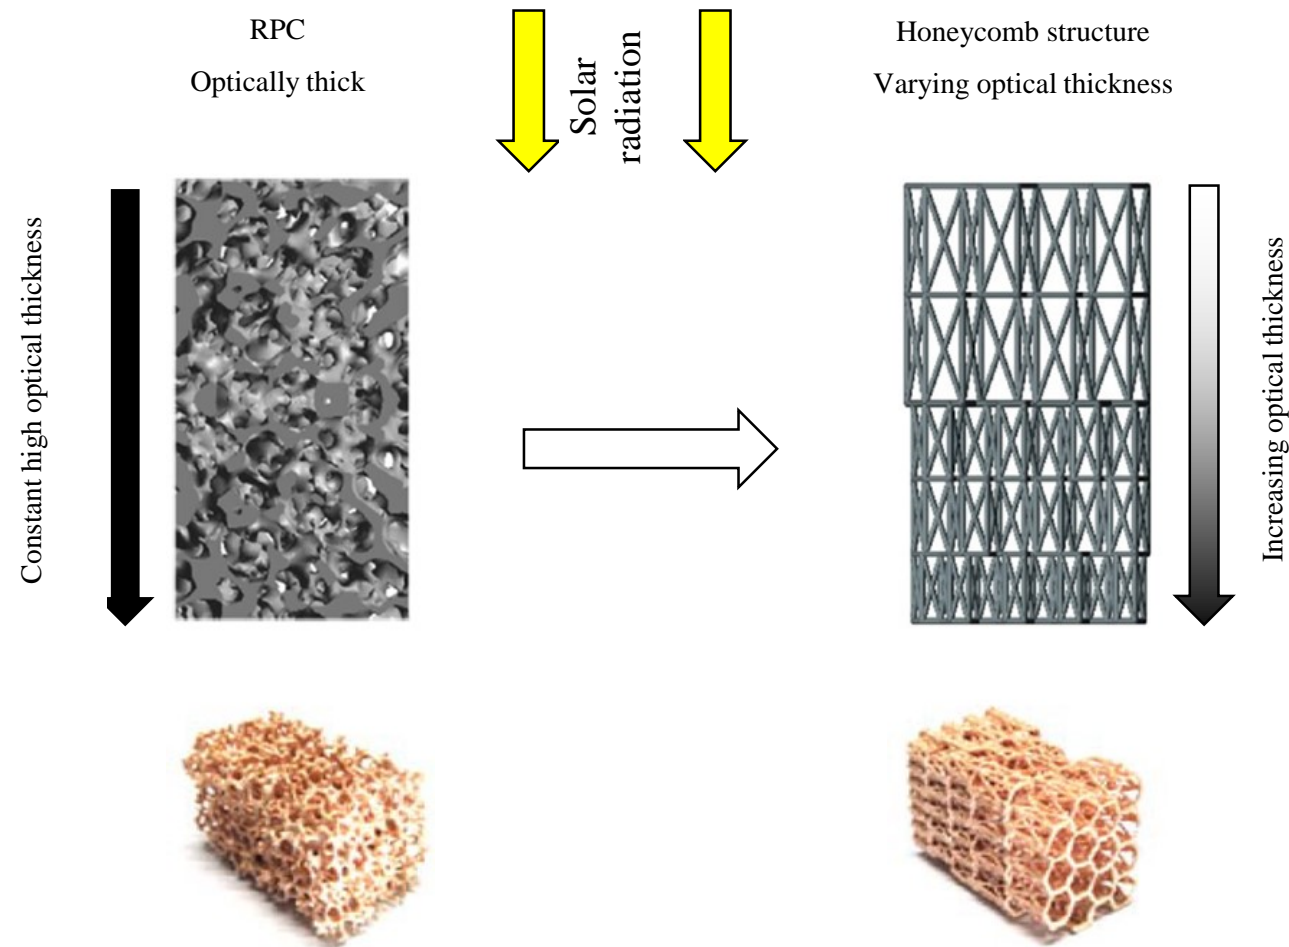 RPC
Optically thick
Solar
radiation
Honeycomb structure
Varying optical thickness
Constant high optical thickness
Increasing optical thickness